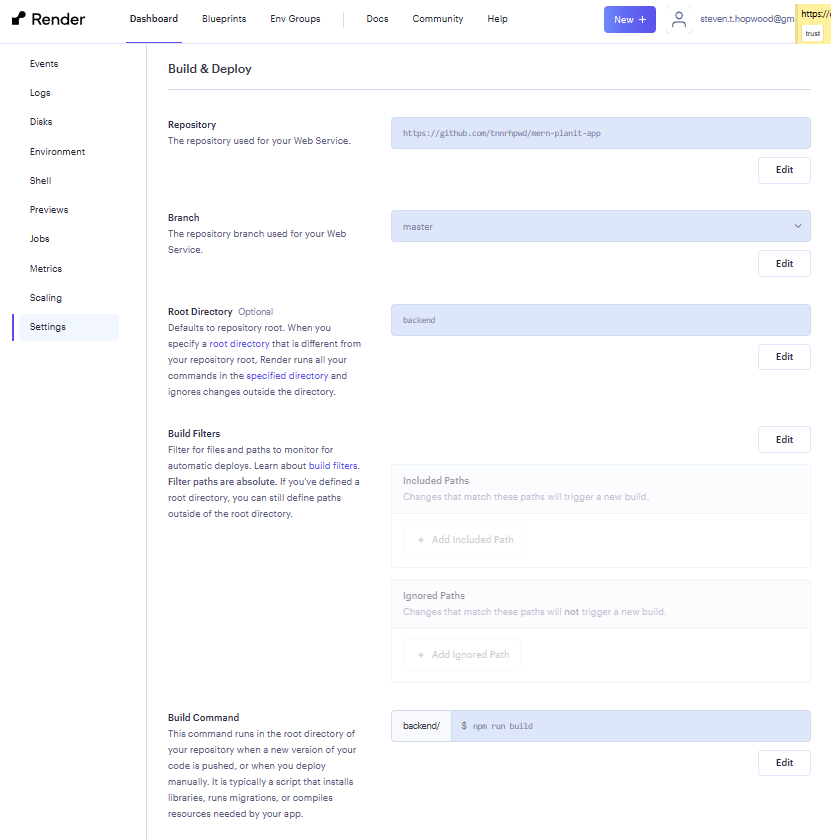 Render
Dashboard
Blueprints
Env Groups
Docs
Community
Help
New +
steven.t.hopwood@gm
https://
trust
Events
Logs
Disks
Environment
Shell
Previews
Jobs
Metrics
Scaling
Settings
Build & Deploy
Repository
The repository used for your Web Service.
https://github.com/tnnrhpwd/mern-planit-app
Edit
Branch
The repository branch used for your Web
Service.
master
Edit
Root Directory Optional
Defaults to repository root. When you
specify a root directory that is different from
your repository root, Render runs all your
commands in the specified directory and
ignores changes outside the directory.
backend
Edit
Build Filters
Filter for files and paths to monitor for
automatic deploys. Learn about build filters.
Filter paths are absolute. If you've defined a
root directory, you can still define paths
outside of the root directory.
Edit
Included Paths
Changes that match these paths will trigger a new build.
+ Add Included Path
Ignored Paths
Changes that match these paths will not trigger a new build.
+ Add Ignored Path
Build Command
This command runs in the root directory of
your repository when a new version of your
code is pushed, or when you deploy
manually. It is typically a script that installs
libraries, runs migrations, or compiles
resources needed by your app.
backend/ $ npm run build
Edit